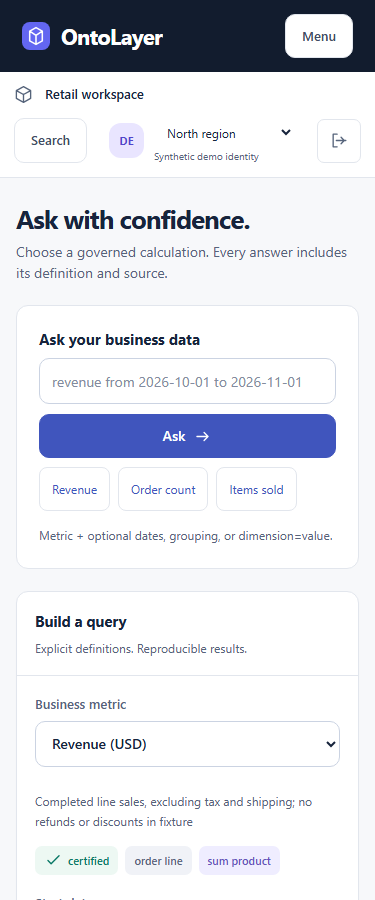 OntoLayer
Menu
Retail workspace
Search
DE
North region
Synthetic demo identity
Ask with confidence.
Choose a governed calculation. Every answer includes
its definition and source.
Ask your business data
revenue from 2026-10-01 to 2026-11-01
Ask →
Revenue
Order count
Items sold
Metric + optional dates, grouping, or dimension=value.
Build a query
Explicit definitions. Reproducible results.
Business metric
Revenue (USD)
Completed line sales, excluding tax and shipping; no
refunds or discounts in fixture
certified
order line
sum product